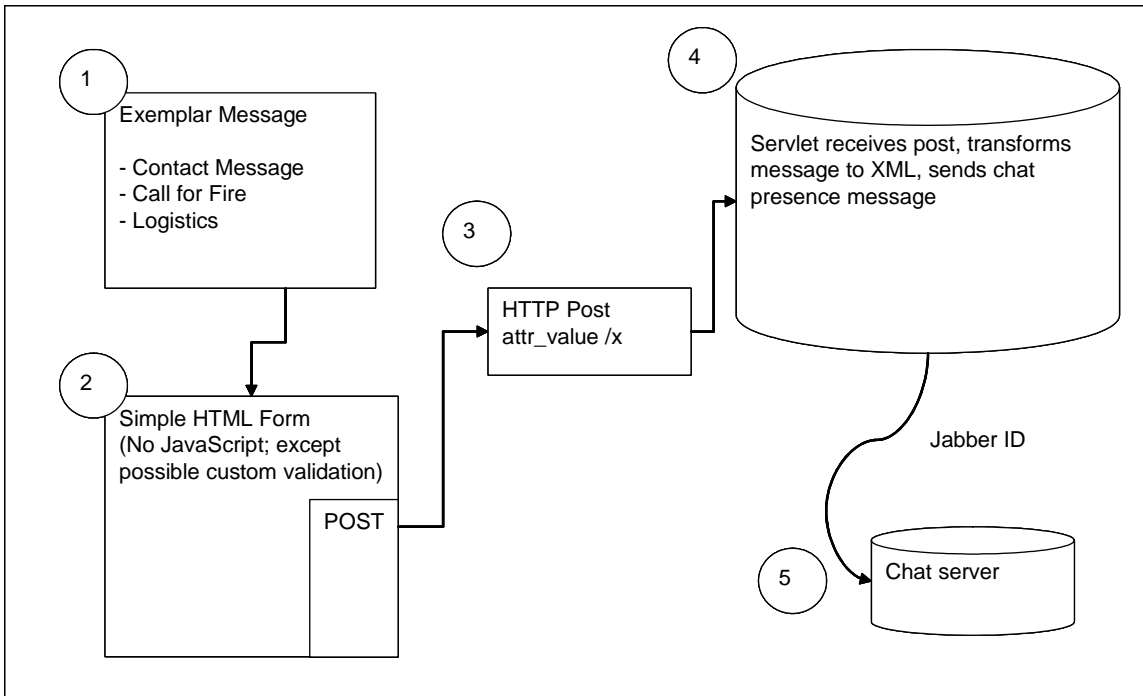 1
Exemplar Message
- Contact Message
- Call for Fire
- Logistics
2
Simple HTML Form
(No JavaScript; except
possible custom validation)
POST
3
HTTP Post
attr_value /x
4
Servlet receives post, transforms
message to XML, sends chat
presence message
Jabber ID
5
Chat server